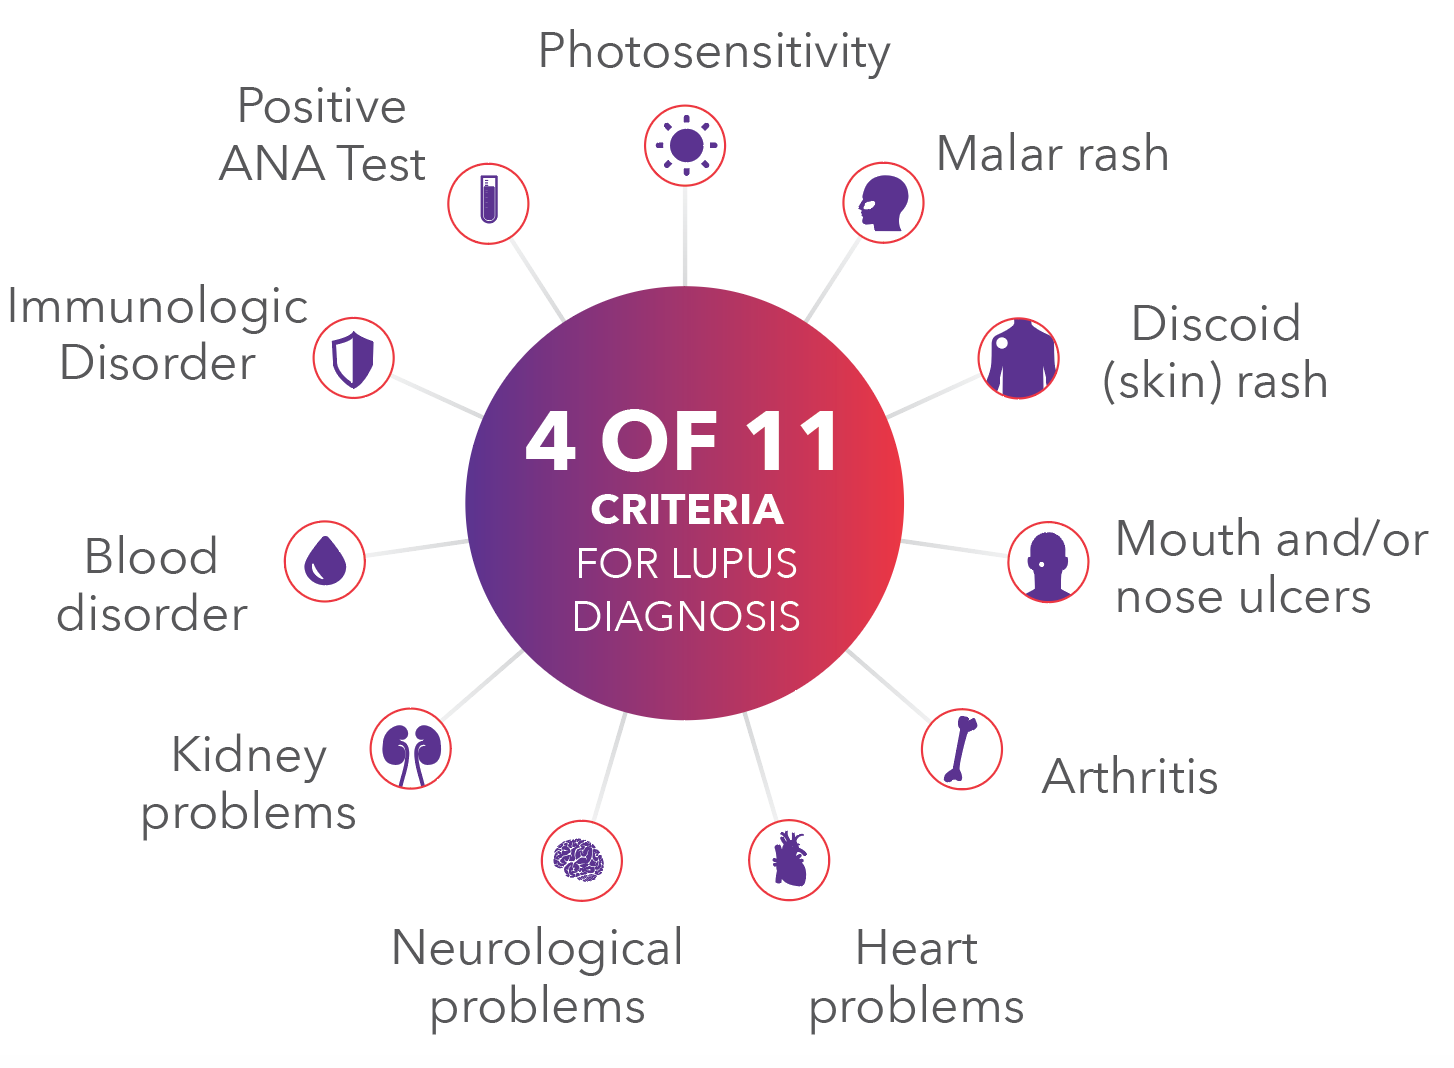 Photosensitivity
Positive
ANA Test
Malar rash
Immunologic
Disorder
Discoid
(skin) rash
4 OF 11
CRITERIA
FOR LUPUS
DIAGNOSIS
Blood
disorder
Mouth and/or
nose ulcers
Kidney
problems
Arthritis
Neurological
problems
Heart
problems